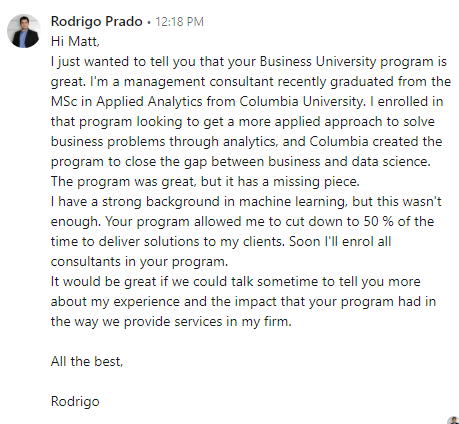 Rodrigo Prado • 12:18 PM
Hi Matt,
I just wanted to tell you that your Business University program is
great. I'm a management consultant recently graduated from the
MSc in Applied Analytics from Columbia University. I enrolled in
that program looking to get a more applied approach to solve
business problems through analytics, and Columbia created the
program to close the gap between business and data science.
The program was great, but it has a missing piece.
I have a strong background in machine learning, but this wasn't
enough. Your program allowed me to cut down to 50 % of the
time to deliver solutions to my clients. Soon I'll enrol all
consultants in your program.
It would be great if we could talk sometime to tell you more
about my experience and the impact that your program had in
the way we provide services in my firm.
All the best,
Rodrigo